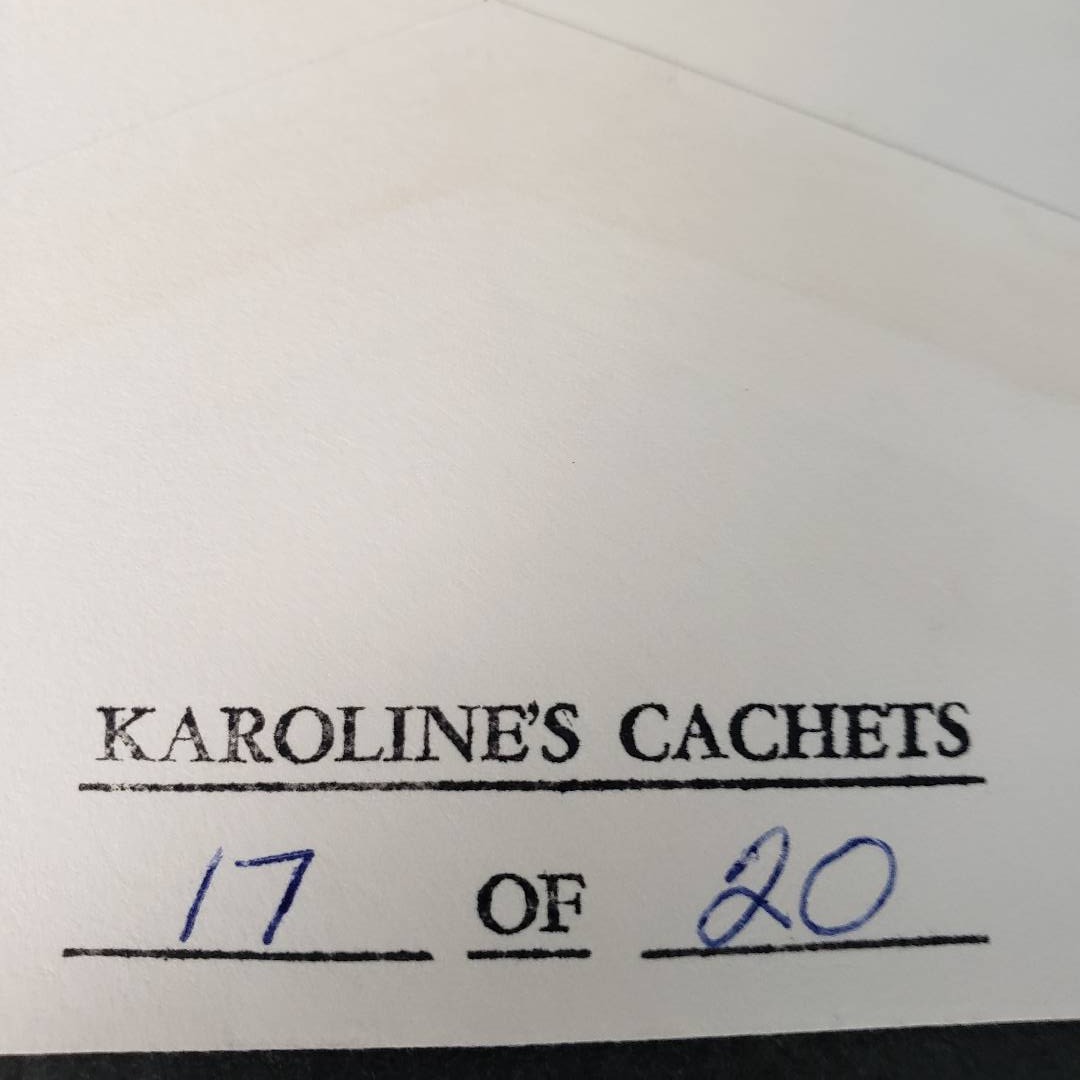 KAROLINE'S CACHETS
17 OF 20